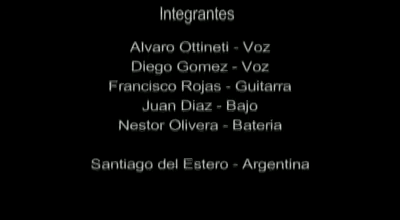 Integrantes
Alvaro Ottineti - Voz
Diego Gomez - Voz
Francisco Rojas - Guitarra
Juan Diaz - Bajo
Nestor Olivera - Bateria
Santiago del Estero - Argentina